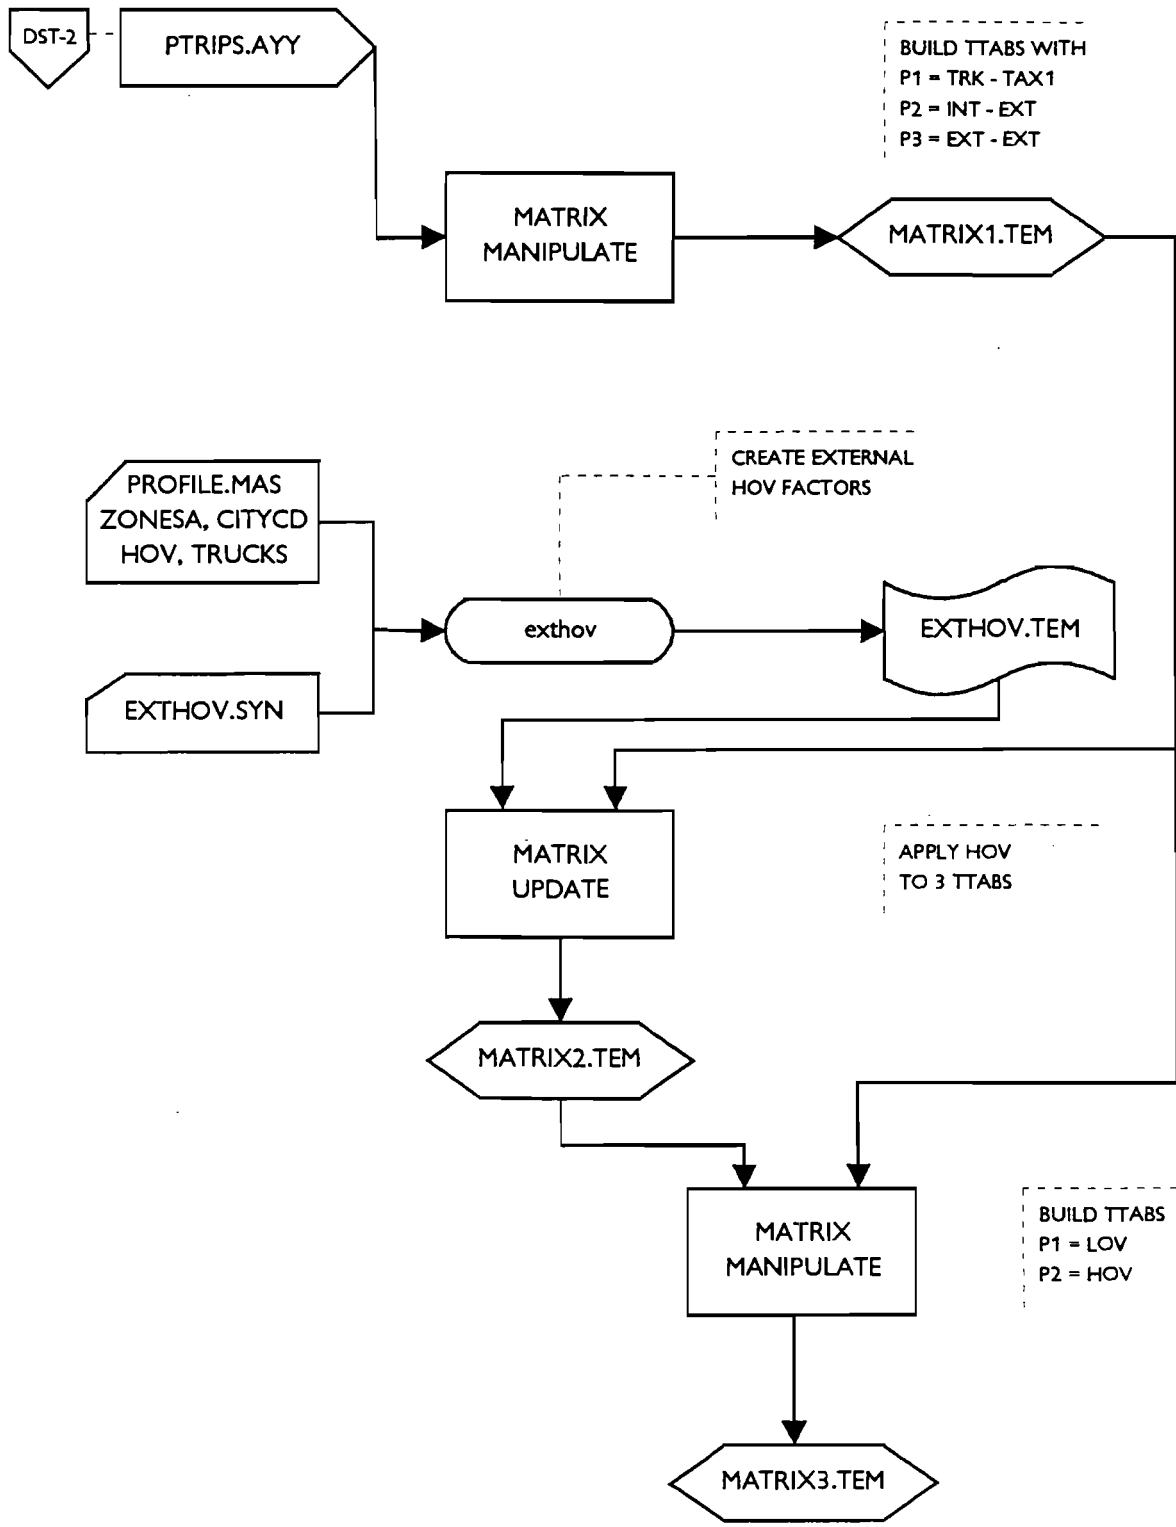 DST-2
PTRIPS.AYY
BUILD TTABS WITH
P1 = TRK - TAX1
P2 = INT - EXT
P3 = EXT - EXT
MATRIX
MANIPULATE
MATRIX1.TEM
PROFILE.MAS
ZONESA, CITYCD
HOV, TRUCKS
CREATE EXTERNAL
HOV FACTORS
exthov
EXTHOV.TEM
EXTHOV.SYN
MATRIX
UPDATE
APPLY HOV
TO 3 TTABS
MATRIX2.TEM
MATRIX
MANIPULATE
BUILD TTABS
P1 = LOV
P2 = HOV
MATRIX3.TEM